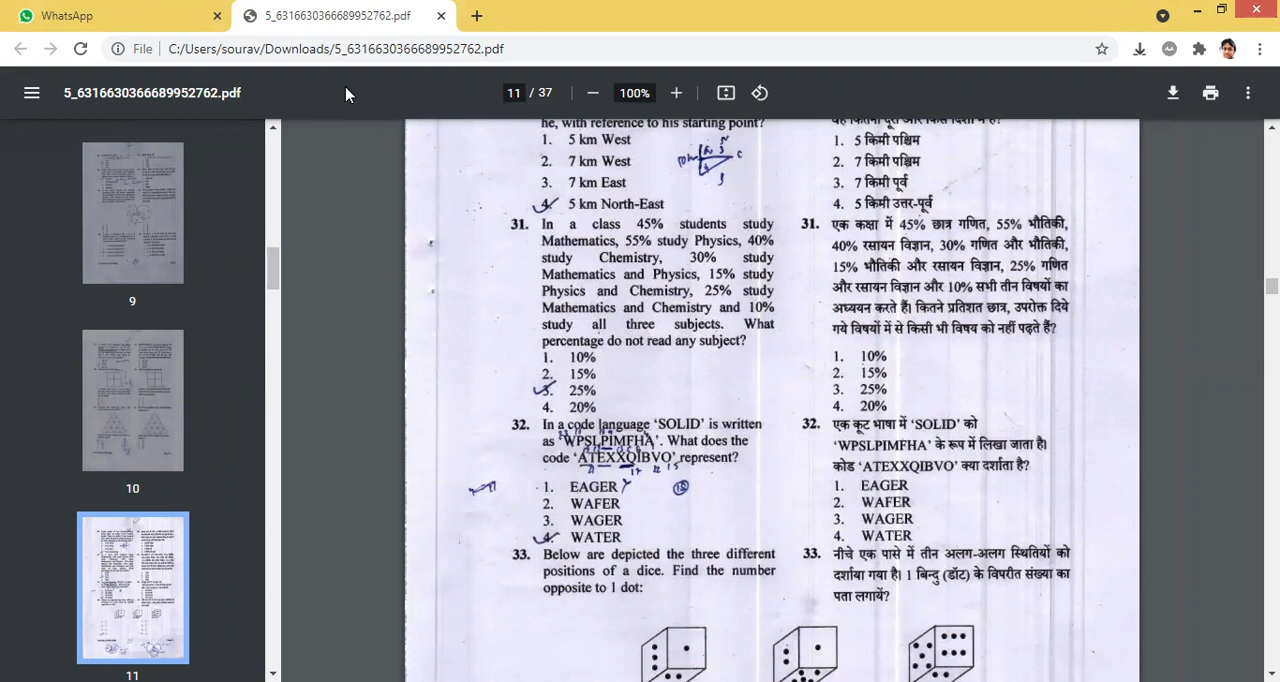 WhatsApp
5_6316630366689952762.pdf
File
C:/Users/sourav/Downloads/5_6316630366689952762.pdf
5_6316630366689952762.pdf
11 / 37
100%
9
10
11
he, with reference to his starting point?
1. 5 km West
2. 7 km West
3. 7 km East
4. 5 km North-East
31. In a class 45% students study
Mathematics, 55% study Physics, 40%
study Chemistry, 30% study
Mathematics and Physics, 15% study
Physics and Chemistry, 25% study
Mathematics and Chemistry and 10%
study all three subjects. What
percentage do not read any subject?
1. 10%
2. 15%
3. 25%
4. 20%
32. In a code language 'SOLID' is written
as 'WPSLPIMFHA'. What does the
code 'ATEXXQIBVO' represent?
1. EAGER
2. WAFER
3. WAGER
4. WATER
33. Below are depicted the three different
positions of a dice. Find the number
opposite to 1 dot:
यह कितनी दूर और किस दिशा में है?
1. 5 किमी पश्चिम
2. 7 किमी पश्चिम
3. 7 किमी पूर्व
4. 5 किमी उत्तर-पूर्व
31. एक कक्षा में 45% छात्र गणित, 55% भौतिकी,
40% रसायन विज्ञान, 30% गणित और भौतिकी,
15% भौतिकी और रसायन विज्ञान, 25% गणित
और रसायन विज्ञान और 10% सभी तीन विषयों का
अध्ययन करते हैं। कितने प्रतिशत छात्र, उपरोक्त दिये
गये विषयों में से किसी भी विषय को नहीं पढ़ते हैं?
1. 10%
2. 15%
3. 25%
4. 20%
32. एक कूट भाषा में 'SOLID' को
'WPSLPIMFHA' के रूप में लिखा जाता है।
कोड 'ATEXXQIBVO' क्या दर्शाता है?
1. EAGER
2. WAFER
3. WAGER
4. WATER
33. नीचे एक पासे में तीन अलग-अलग स्थितियों को
दर्शाया गया है। 1 बिन्दु (डॉट) के विपरीत संख्या का
पता लगायें?